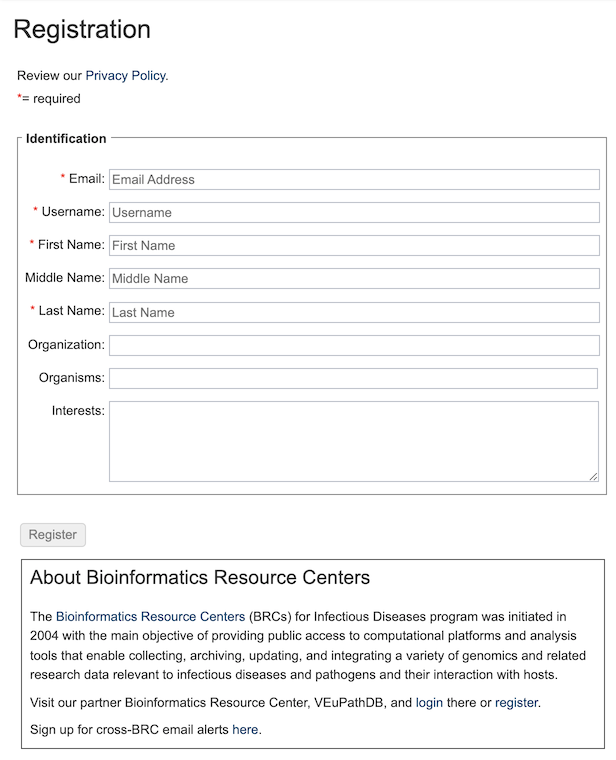 Registration
Review our Privacy Policy.
*= required
Identification
* Email: Email Address
* Username: Username
* First Name: First Name
Middle Name: Middle Name
* Last Name: Last Name
Organization:
Organisms:
Interests:
Register
About Bioinformatics Resource Centers
The Bioinformatics Resource Centers (BRCs) for Infectious Diseases program was initiated in
2004 with the main objective of providing public access to computational platforms and analysis
tools that enable collecting, archiving, updating, and integrating a variety of genomics and related
research data relevant to infectious diseases and pathogens and their interaction with hosts.
Visit our partner Bioinformatics Resource Center, VEuPathDB, and login there or register.
Sign up for cross-BRC email alerts here.